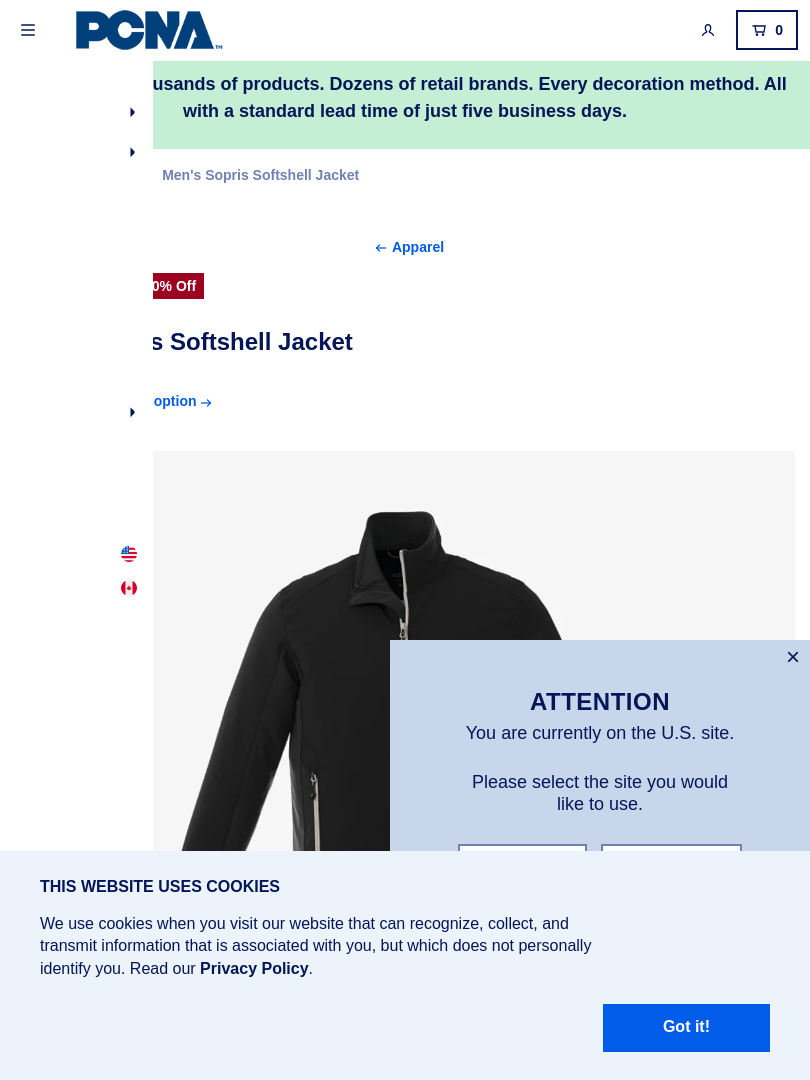 PCNA™
0
usands of products. Dozens of retail brands. Every decoration method. All
with a standard lead time of just five business days.
Men's Sopris Softshell Jacket
← Apparel
0% Off
s Softshell Jacket
option →
ATTENTION
You are currently on the U.S. site.
Please select the site you would
like to use.
THIS WEBSITE USES COOKIES
We use cookies when you visit our website that can recognize, collect, and
transmit information that is associated with you, but which does not personally
identify you. Read our Privacy Policy.
Got it!